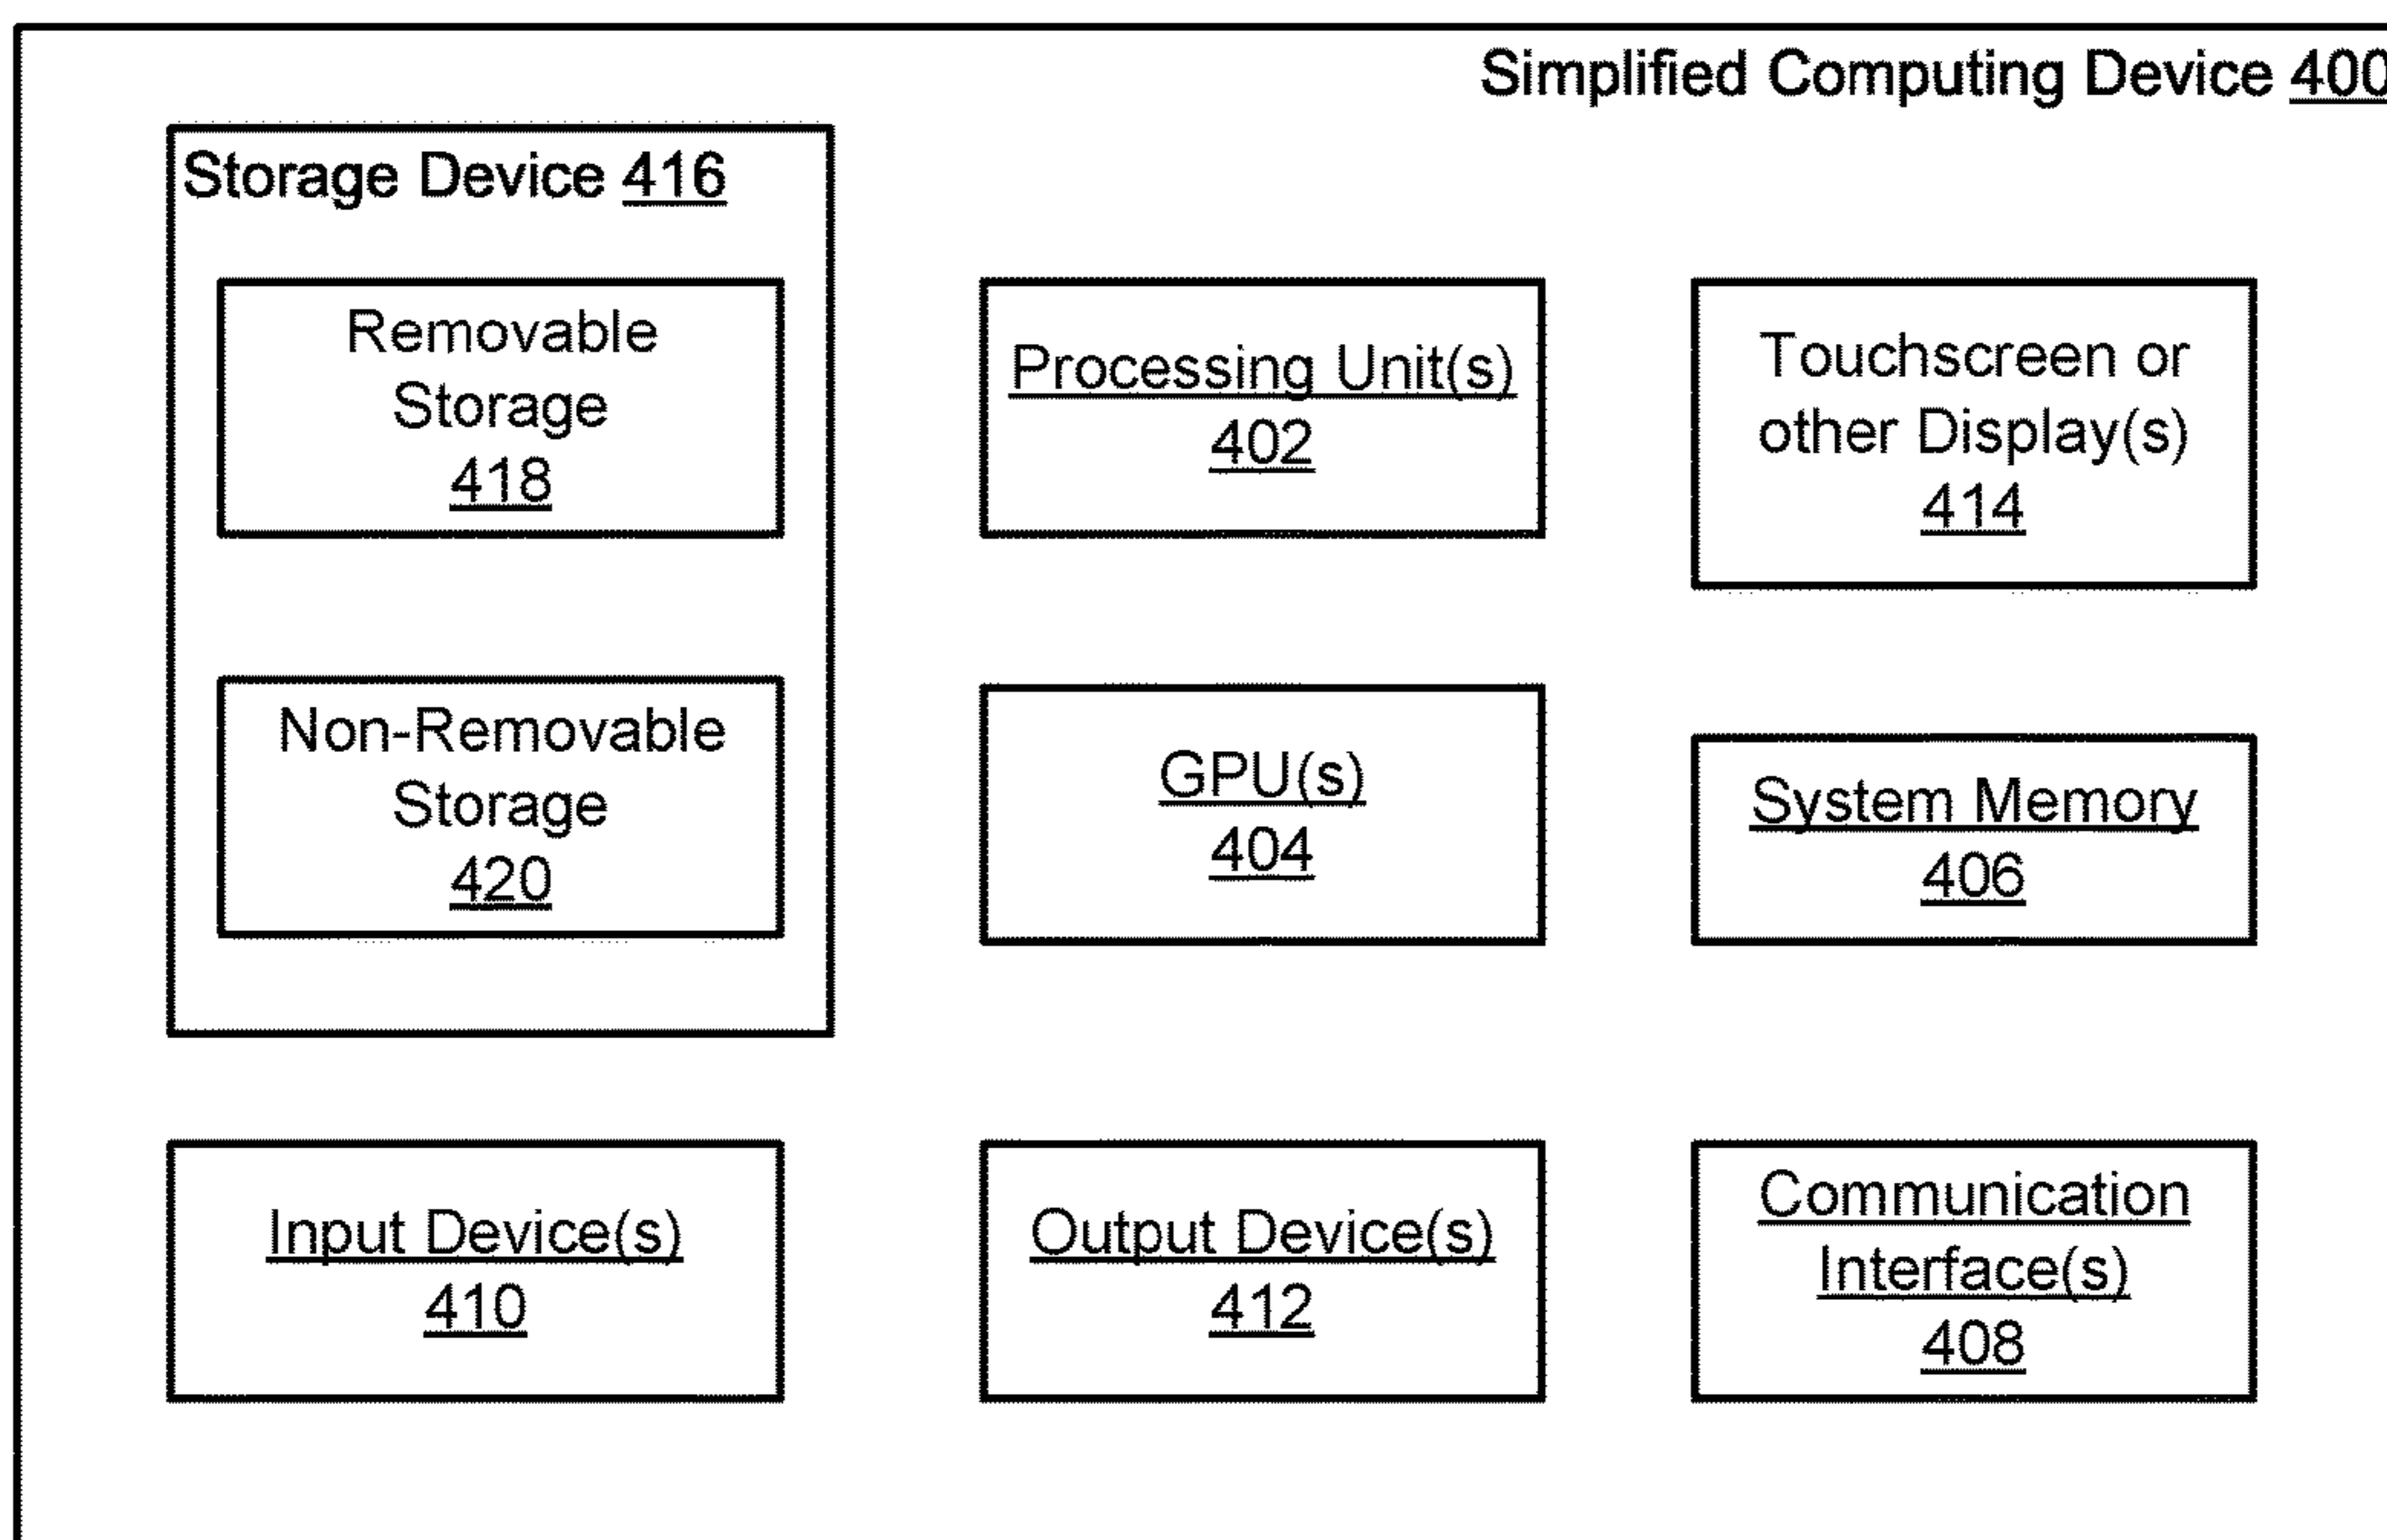 Simplified Computing Device 400
Storage Device 416
Removable
Storage
418
Processing Unit(s)
402
Touchscreen or
other Display(s)
414
Non-Removable
Storage
420
GPU(s)
404
System Memory
406
Input Device(s)
410
Output Device(s)
412
Communication
Interface(s)
408